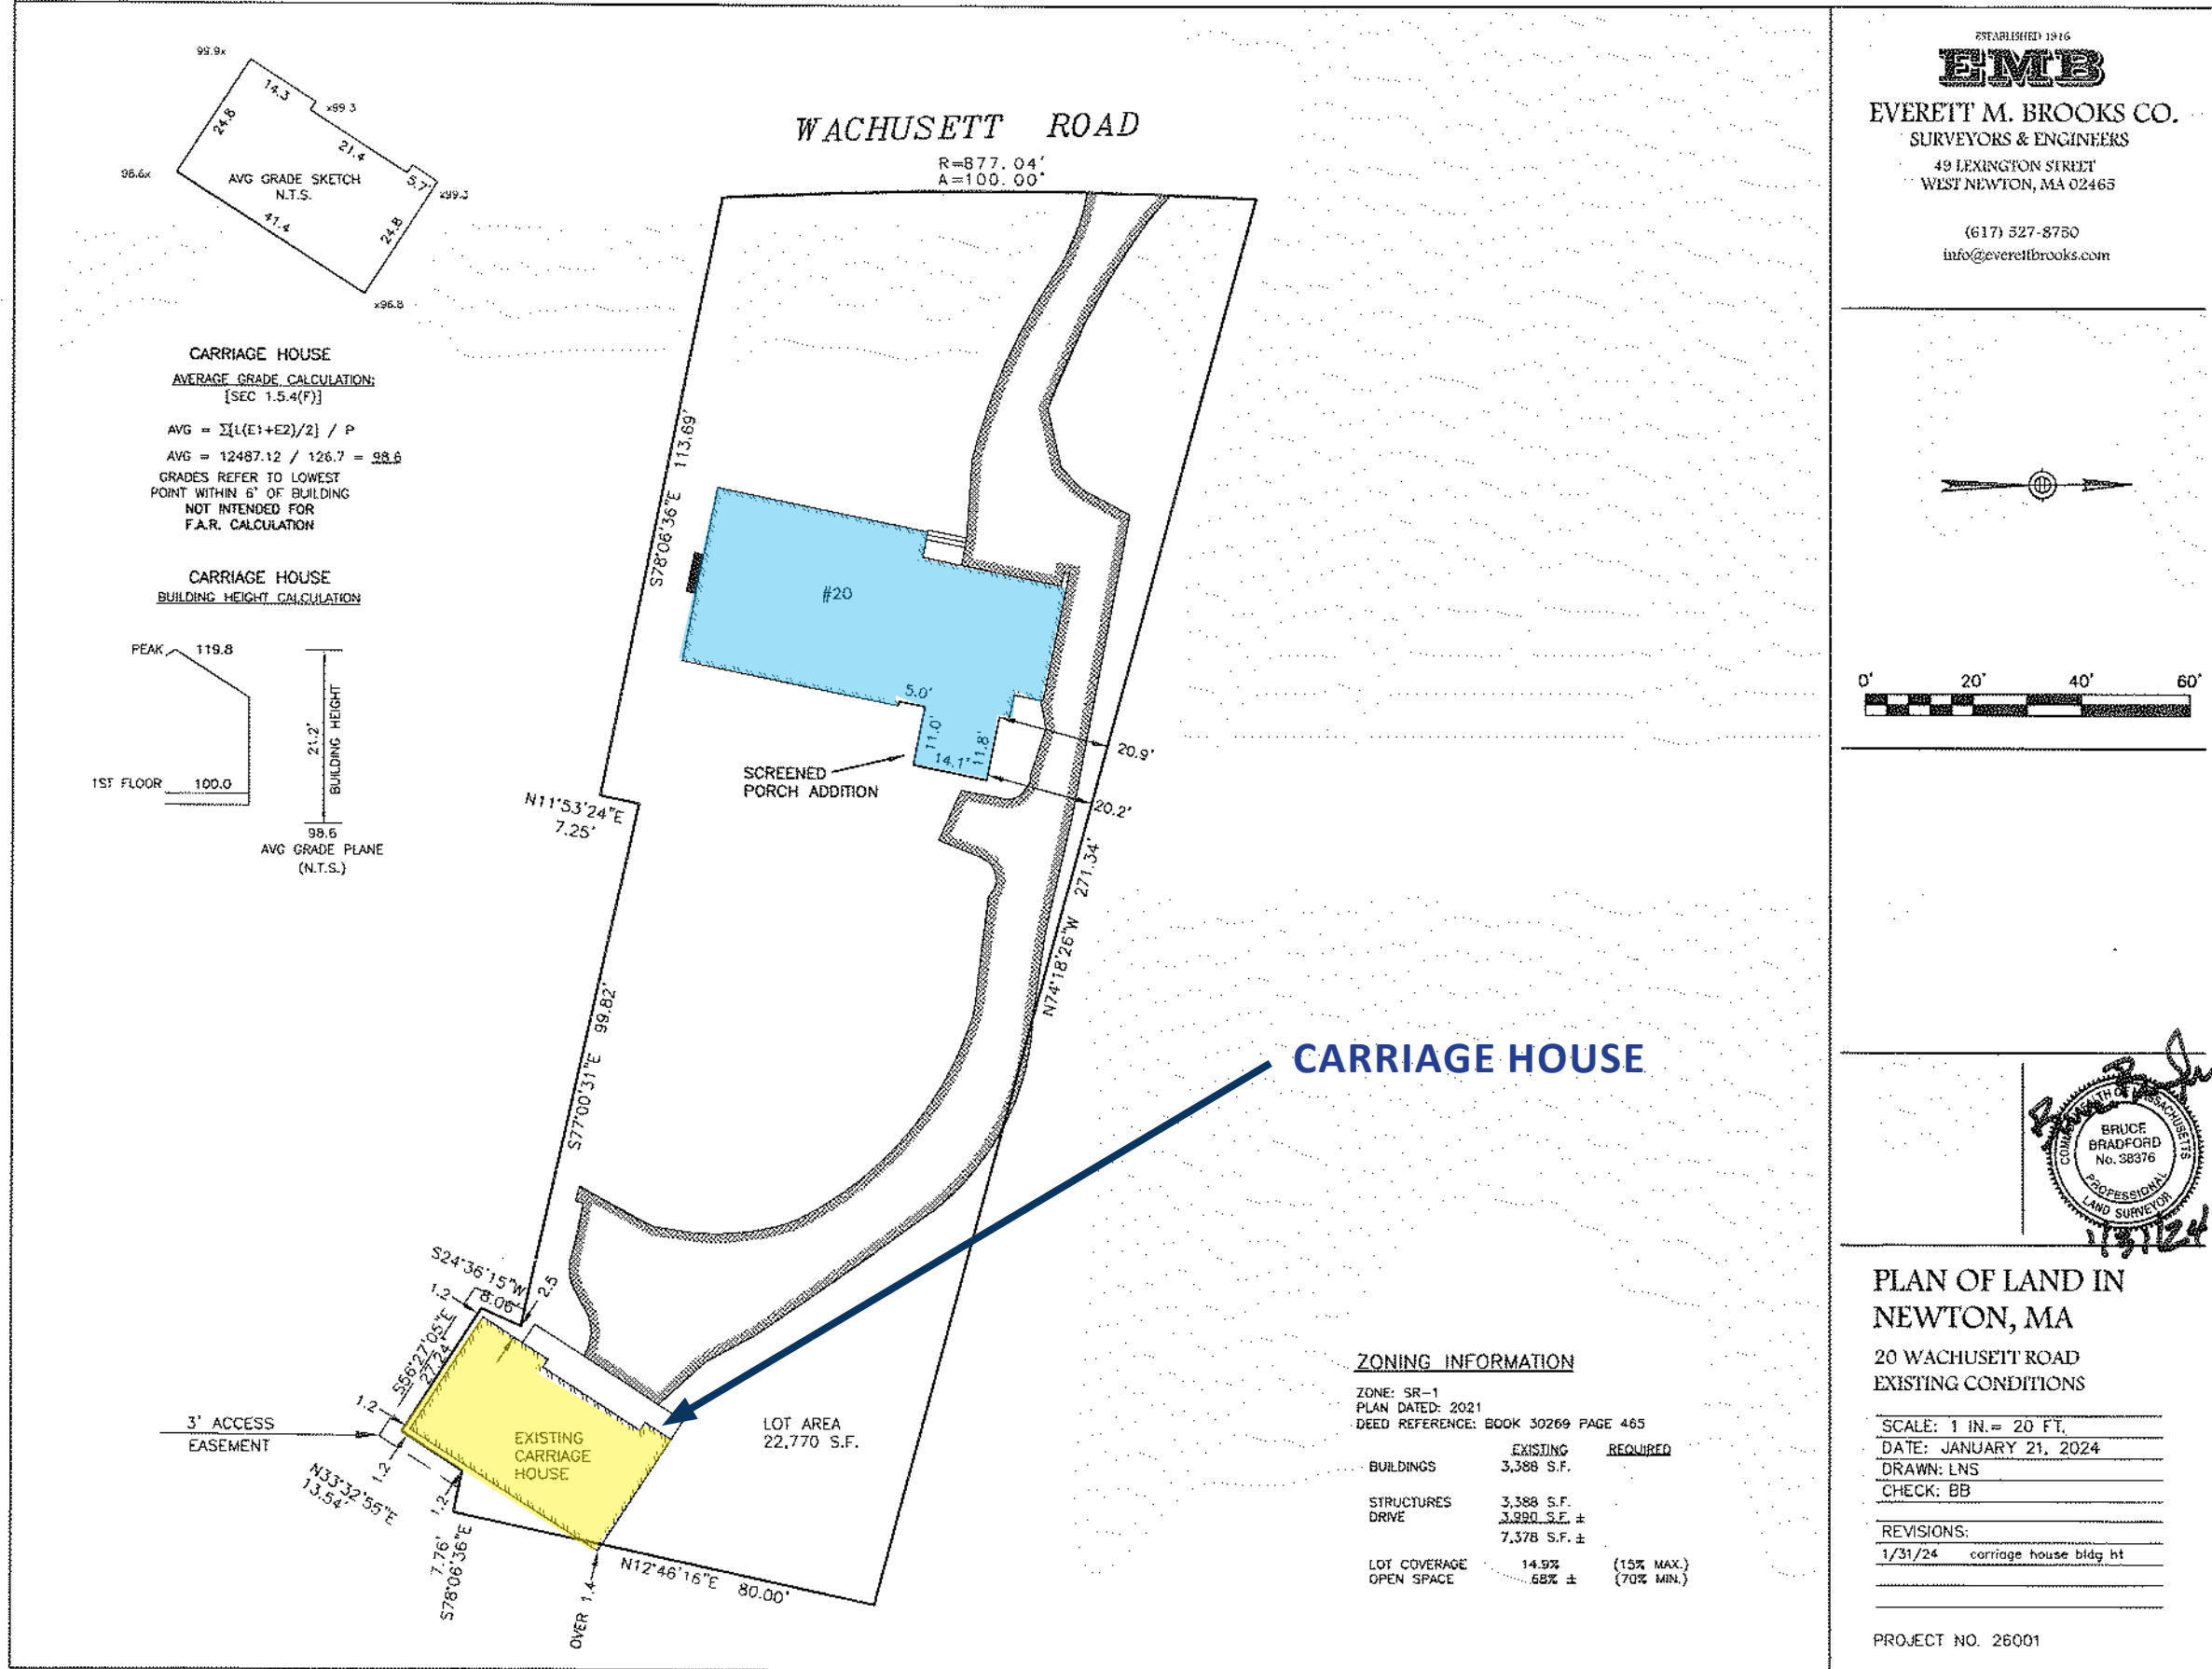 99.9x
14.3
x99.3
24.8
21.4
5.7'
98.6x
AVG GRADE SKETCH
N.T.S.
x99.3
41.4
24.8
x96.8
CARRIAGE HOUSE
AVERAGE GRADE CALCULATION:
[SEC 1.5.4(F)]
AVG = Σ[L(E1+E2)/2] / P
AVG = 12487.12 / 126.7 = 98.6
GRADES REFER TO LOWEST
POINT WITHIN 6' OF BUILDING
NOT INTENDED FOR
F.A.R. CALCULATION
CARRIAGE HOUSE
BUILDING HEIGHT CALCULATION
PEAK 119.8
21.2'
BUILDING HEIGHT
1ST FLOOR 100.0
98.6
AVG GRADE PLANE
(N.T.S.)
WACHUSETT ROAD
R=877.04'
A=100.00'
S78°06'36"E 113.69'
#20
5.0'
11.0'
11.8'
14.1'
20.9'
20.2'
SCREENED
PORCH ADDITION
N11°53'24"E
7.25'
N74°18'26"W 271.34'
S77°00'31"E 99.82'
CARRIAGE HOUSE
S24°36'15"W
8.06'
2.5
1.2
S56°27'05"E
27.24'
1.2
3' ACCESS
EASEMENT
EXISTING
CARRIAGE
HOUSE
LOT AREA
22,770 S.F.
1.2
N33°32'55"E
13.54'
1.2
7.76'
S78°06'36"E
OVER 1.4
N12°46'16"E 80.00'
ZONING INFORMATION
ZONE: SR-1
PLAN DATED: 2021
DEED REFERENCE: BOOK 30269 PAGE 465
EXISTING REQUIRED
BUILDINGS 3,388 S.F.
STRUCTURES 3,388 S.F.
DRIVE 3,990 S.F. ±
7,378 S.F. ±
LOT COVERAGE 14.9% (15% MAX.)
OPEN SPACE 68% ± (70% MIN.)
ESTABLISHED 1916
EMB
EVERETT M. BROOKS CO.
SURVEYORS & ENGINEERS
49 LEXINGTON STREET
WEST NEWTON, MA 02465
(617) 527-8750
info@everettbrooks.com
0' 20' 40' 60'
COMMONWEALTH OF MASSACHUSETTS
BRUCE
BRADFORD
No. 38376
PROFESSIONAL
LAND SURVEYOR
1/31/24
PLAN OF LAND IN
NEWTON, MA
20 WACHUSETT ROAD
EXISTING CONDITIONS
SCALE: 1 IN.= 20 FT.
DATE: JANUARY 21, 2024
DRAWN: LNS
CHECK: BB
REVISIONS:
1/31/24 carriage house bldg ht
PROJECT NO. 26001